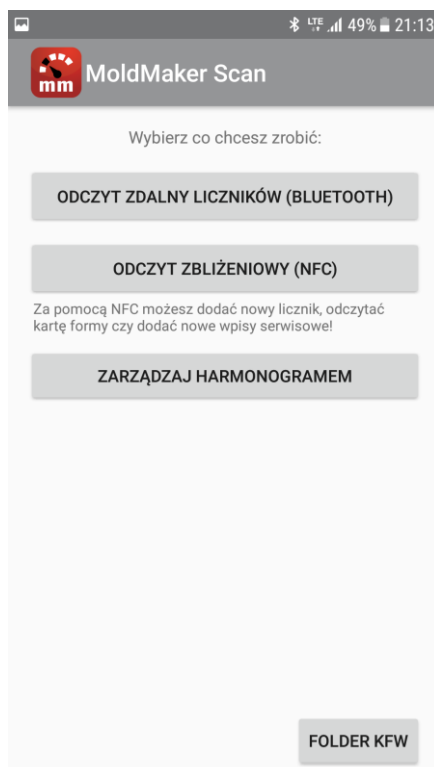 LTE 49% 21:13
mm MoldMaker Scan
Wybierz co chcesz zrobić:
ODCZYT ZDALNY LICZNIKÓW (BLUETOOTH)
ODCZYT ZBLIŻENIOWY (NFC)
Za pomocą NFC możesz dodać nowy licznik, odczytać
kartę formy czy dodać nowe wpisy serwisowe!
ZARZĄDZAJ HARMONOGRAMEM
FOLDER KFW